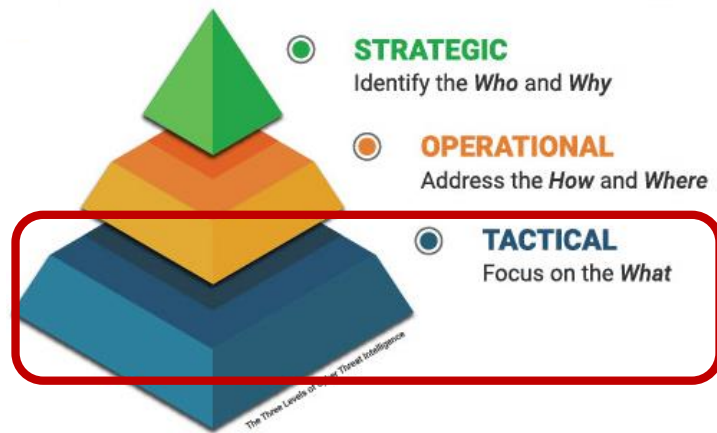 STRATEGIC
Identify the Who and Why
OPERATIONAL
Address the How and Where
TACTICAL
Focus on the What
The Three Levels of Cyber Threat Intelligence